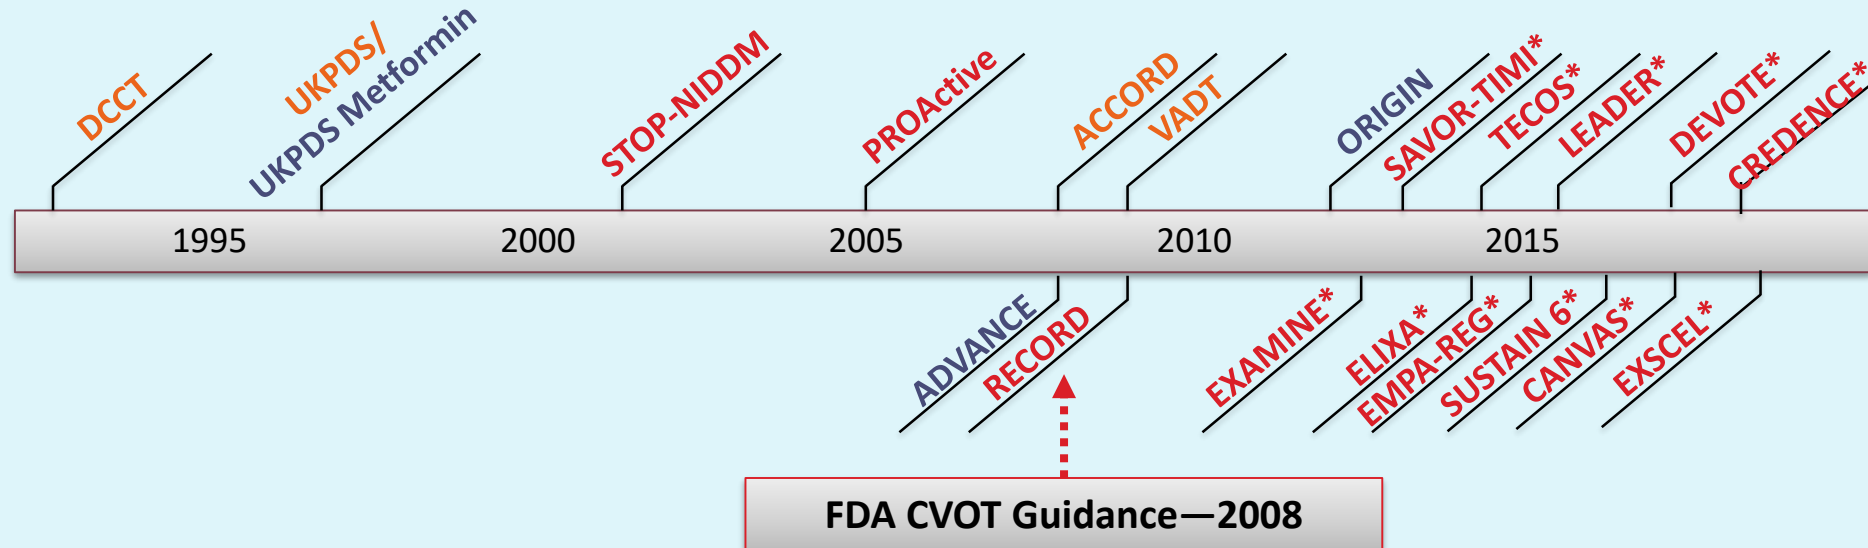 DCCT
UKPDS/
UKPDS Metformin
STOP-NIDDM
PROActive
ACCORD
VADT
ORIGIN
SAVOR-TIMI*
TECOS*
LEADER*
DEVOTE*
CREDENCE*
1995
2000
2005
2010
2015
ADVANCE
RECORD
EXAMINE*
ELIXA*
EMPA-REG*
SUSTAIN 6*
CANVAS*
EXSCEL*
FDA CVOT Guidance—2008